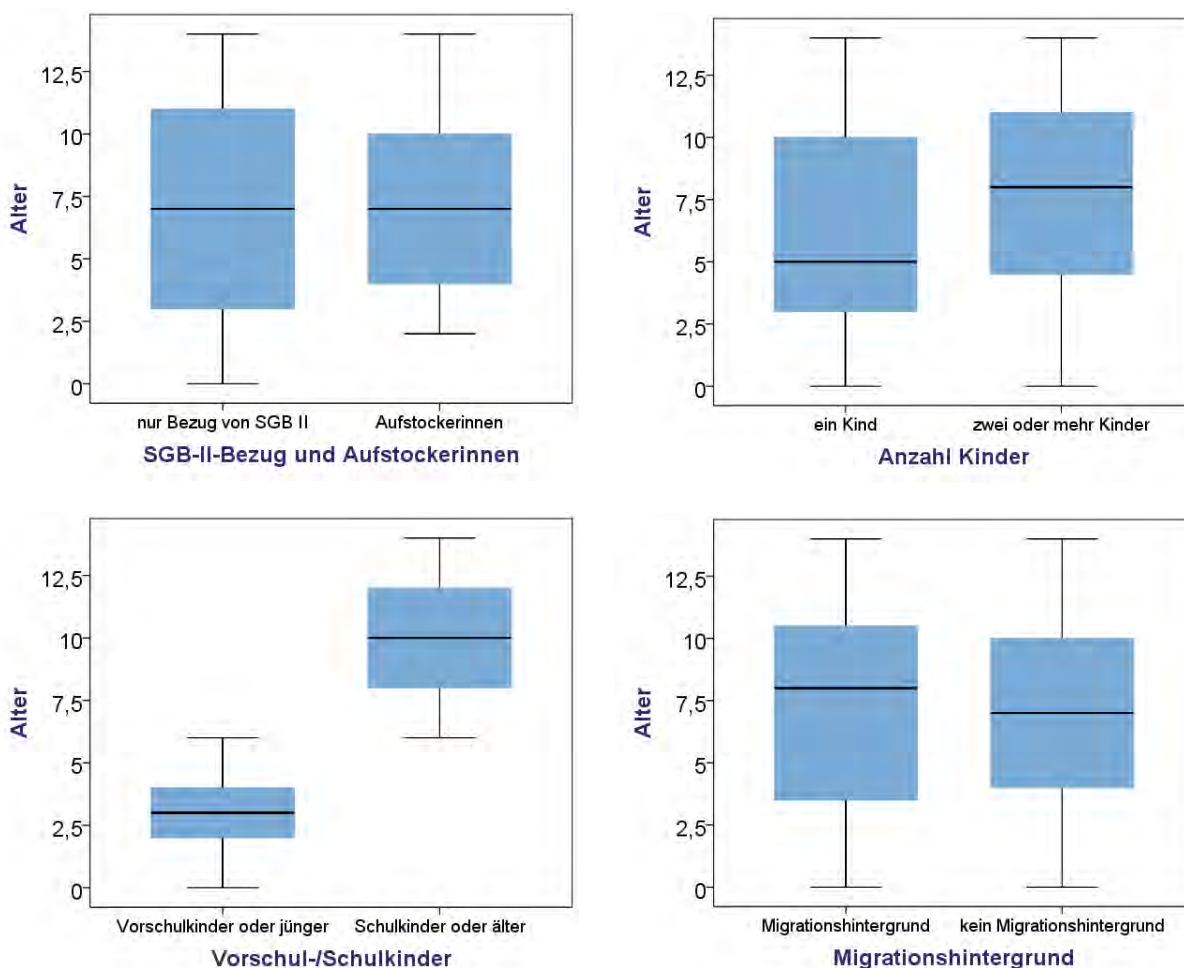 Alter
12,5
10
7,5
5
2,5
0
nur Bezug von SGB II Aufstockerinnen
SGB-II-Bezug und Aufstockerinnen
Alter
12,5
10
7,5
5
2,5
0
ein Kind zwei oder mehr Kinder
Anzahl Kinder
Alter
12,5
10
7,5
5
2,5
0
Vorschulkinder oder jünger Schulkinder oder älter
Vorschul-/Schulkinder
Alter
12,5
10
7,5
5
2,5
0
Migrationshintergrund kein Migrationshintergrund
Migrationshintergrund